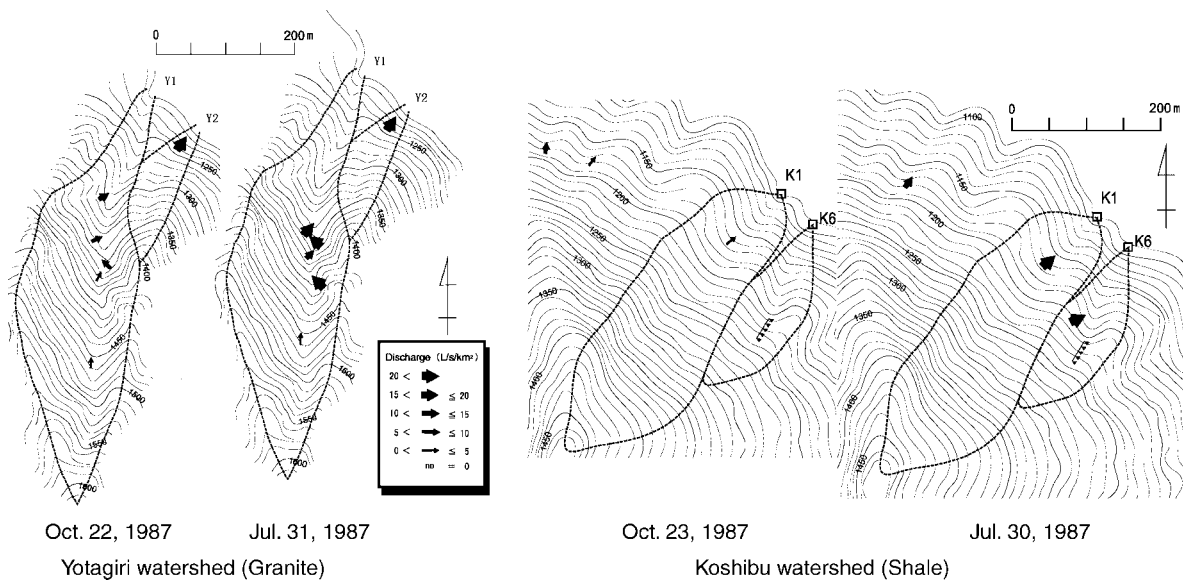 0 200 m
Y1
Y2
1250
1300
1350
1400
1450
1500
1550
1600
Y1
Y2
1250
1300
1350
1400
1450
1500
1550
1600
Discharge (L/s/km²)
20 <
15 < ≦ 20
10 < ≦ 15
5 < ≦ 10
0 < ≦ 5
no = 0
1150
1200
1250
1300
1350
1400
1450
K1
K6
0 200 m
1100
1150
1200
1250
1300
1350
1400
1450
K1
K6
Oct. 22, 1987 Jul. 31, 1987 Oct. 23, 1987 Jul. 30, 1987
Yotagiri watershed (Granite) Koshibu watershed (Shale)